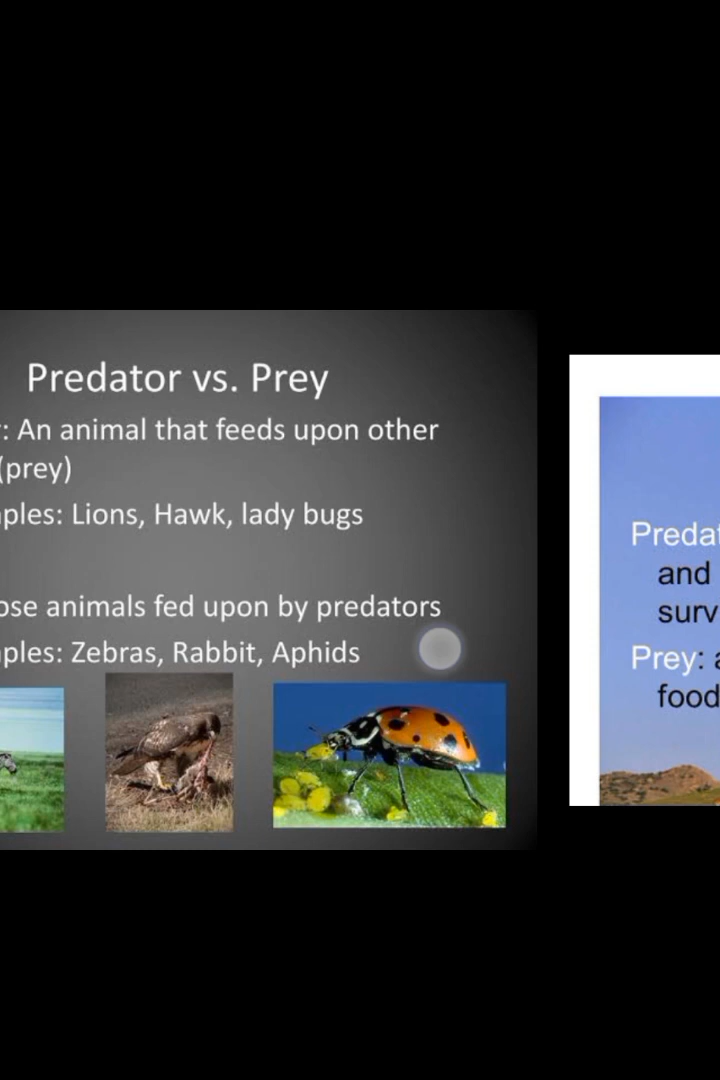 Predator vs. Prey
: An animal that feeds upon other
(prey)
ples: Lions, Hawk, lady bugs
ose animals fed upon by predators
ples: Zebras, Rabbit, Aphids
Predat
and
surv
Prey: a
food